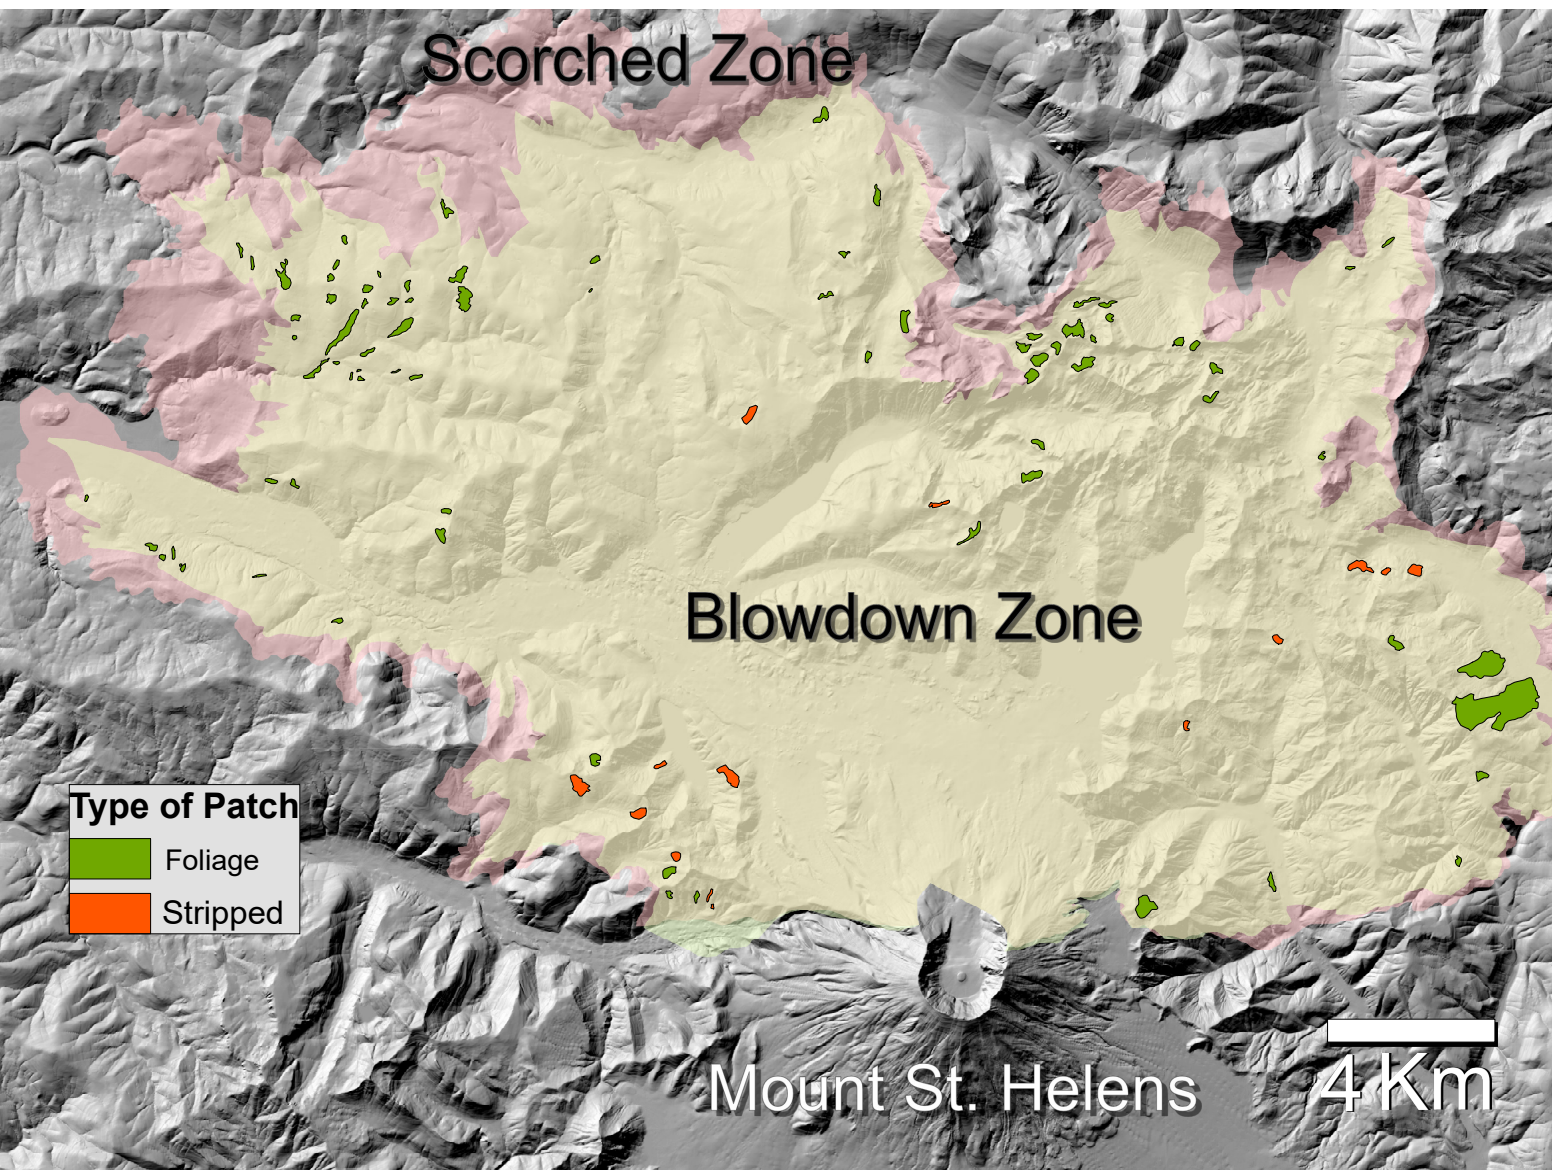 Scorched Zone
Blowdown Zone
Type of Patch
Foliage
Stripped
Mount St. Helens
4 Km